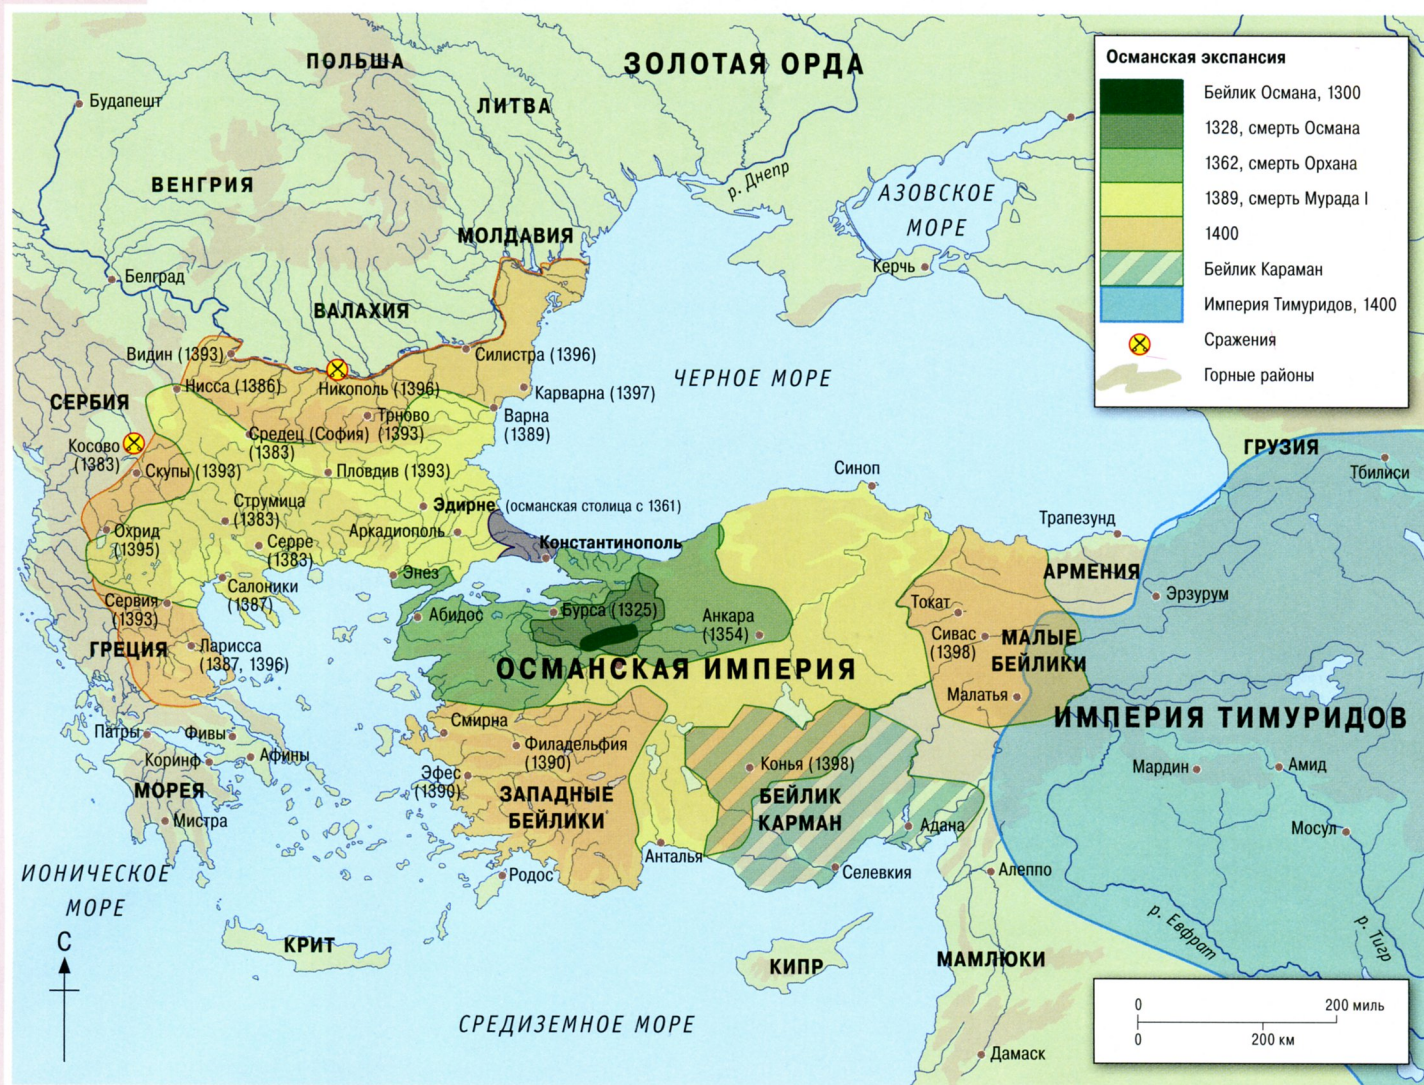 ПОЛЬША
ЗОЛОТАЯ ОРДА
Будапешт
ЛИТВА
ВЕНГРИЯ
р. Днепр
АЗОВСКОЕ
МОРЕ
МОЛДАВИЯ
Керчь
Белград
ВАЛАХИЯ
Видин (1393)
Силистра (1396)
Нисса (1386)
Никополь (1396)
Карварна (1397)
ЧЕРНОЕ МОРЕ
СЕРБИЯ
Трново
(1393)
Варна
(1389)
Средец (София)
(1383)
Косово
(1383)
Скупы (1393)
Пловдив (1393)
Синоп
ГРУЗИЯ
Тбилиси
Струмица
(1383)
Эдирне (османская столица с 1361)
Охрид
(1395)
Серре
(1383)
Аркадиополь
Константинополь
Трапезунд
АРМЕНИЯ
Эрзурум
Энез
Салоники
(1387)
Сервия
(1393)
Абидос
Бурса (1325)
Анкара
(1354)
Токат
Сивас
(1398)
МАЛЫЕ
БЕЙЛИКИ
ГРЕЦИЯ
Ларисса
(1387, 1396)
ОСМАНСКАЯ ИМПЕРИЯ
Малатья
ИМПЕРИЯ ТИМУРИДОВ
Патры
Фивы
Смирна
Филадельфия
(1390)
Коринф
Афины
Эфес
(1390)
Конья (1398)
Мардин
Амид
МОРЕЯ
ЗАПАДНЫЕ
БЕЙЛИКИ
БЕЙЛИК
КАРМАН
Мистра
Адана
Мосул
Анталья
ИОНИЧЕСКОЕ
МОРЕ
Родос
Селевкия
Алеппо
р. Евфрат
р. Тигр
С
КРИТ
КИПР
МАМЛЮКИ
СРЕДИЗЕМНОЕ МОРЕ
Дамаск
Османская экспансия
Бейлик Османа, 1300
1328, смерть Османа
1362, смерть Орхана
1389, смерть Мурада I
1400
Бейлик Караман
Империя Тимуридов, 1400
Сражения
Горные районы
0 200 миль
0 200 км